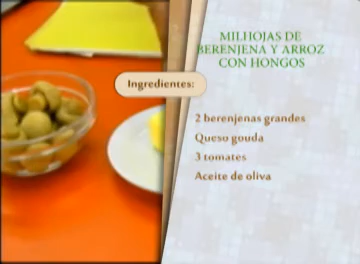 MILHOJAS DE
BERENJENA Y ARROZ
CON HONGOS
Ingredientes:
2 berenjenas grandes
Queso gouda
3 tomates
Aceite de oliva